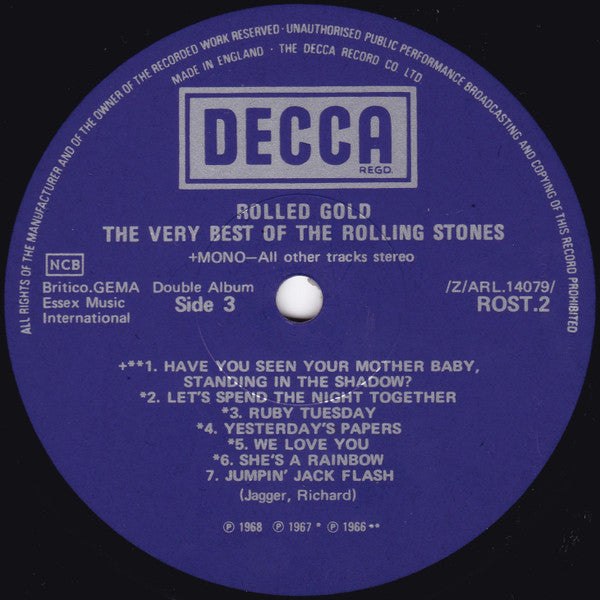 ALL RIGHTS OF THE MANUFACTURER AND OF THE OWNER OF THE RECORDED WORK RESERVED · UNAUTHORISED PUBLIC PERFORMANCE BROADCASTING AND COPYING OF THIS RECORD PROHIBITED
MADE IN ENGLAND · THE DECCA RECORD CO LTD
DECCA
REGD.
ROLLED GOLD
THE VERY BEST OF THE ROLLING STONES
+MONO—All other tracks stereo
NCB
Britico.GEMA Double Album /Z/ARL.14079/
Essex Music Side 3 ROST.2
International
+**1. HAVE YOU SEEN YOUR MOTHER BABY,
STANDING IN THE SHADOW?
*2. LET'S SPEND THE NIGHT TOGETHER
*3. RUBY TUESDAY
*4. YESTERDAY'S PAPERS
*5. WE LOVE YOU
*6. SHE'S A RAINBOW
7. JUMPIN' JACK FLASH
(Jagger, Richard)
℗ 1968 ℗ 1967 * ℗ 1966 **